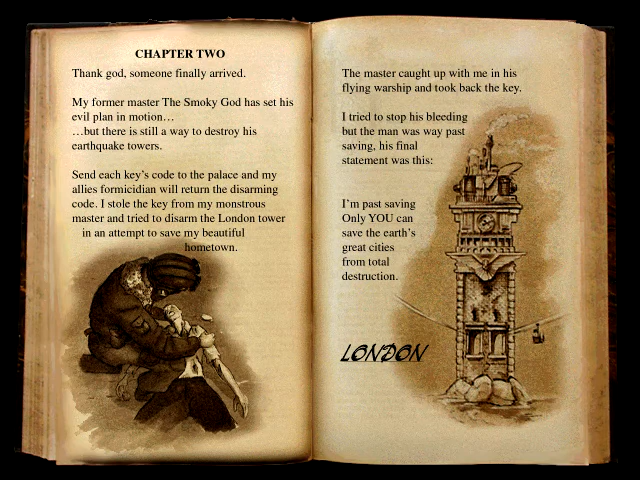 CHAPTER TWO
Thank god, someone finally arrived.
My former master The Smoky God has set his
evil plan in motion…
…but there is still a way to destroy his
earthquake towers.
Send each key's code to the palace and my
allies formicidian will return the disarming
code. I stole the key from my monstrous
master and tried to disarm the London tower
in an attempt to save my beautiful
hometown.
The master caught up with me in his
flying warship and took back the key.
I tried to stop his bleeding
but the man was way past
saving, his final
statement was this:
I'm past saving
Only YOU can
save the earth's
great cities
from total
destruction.
LONDON